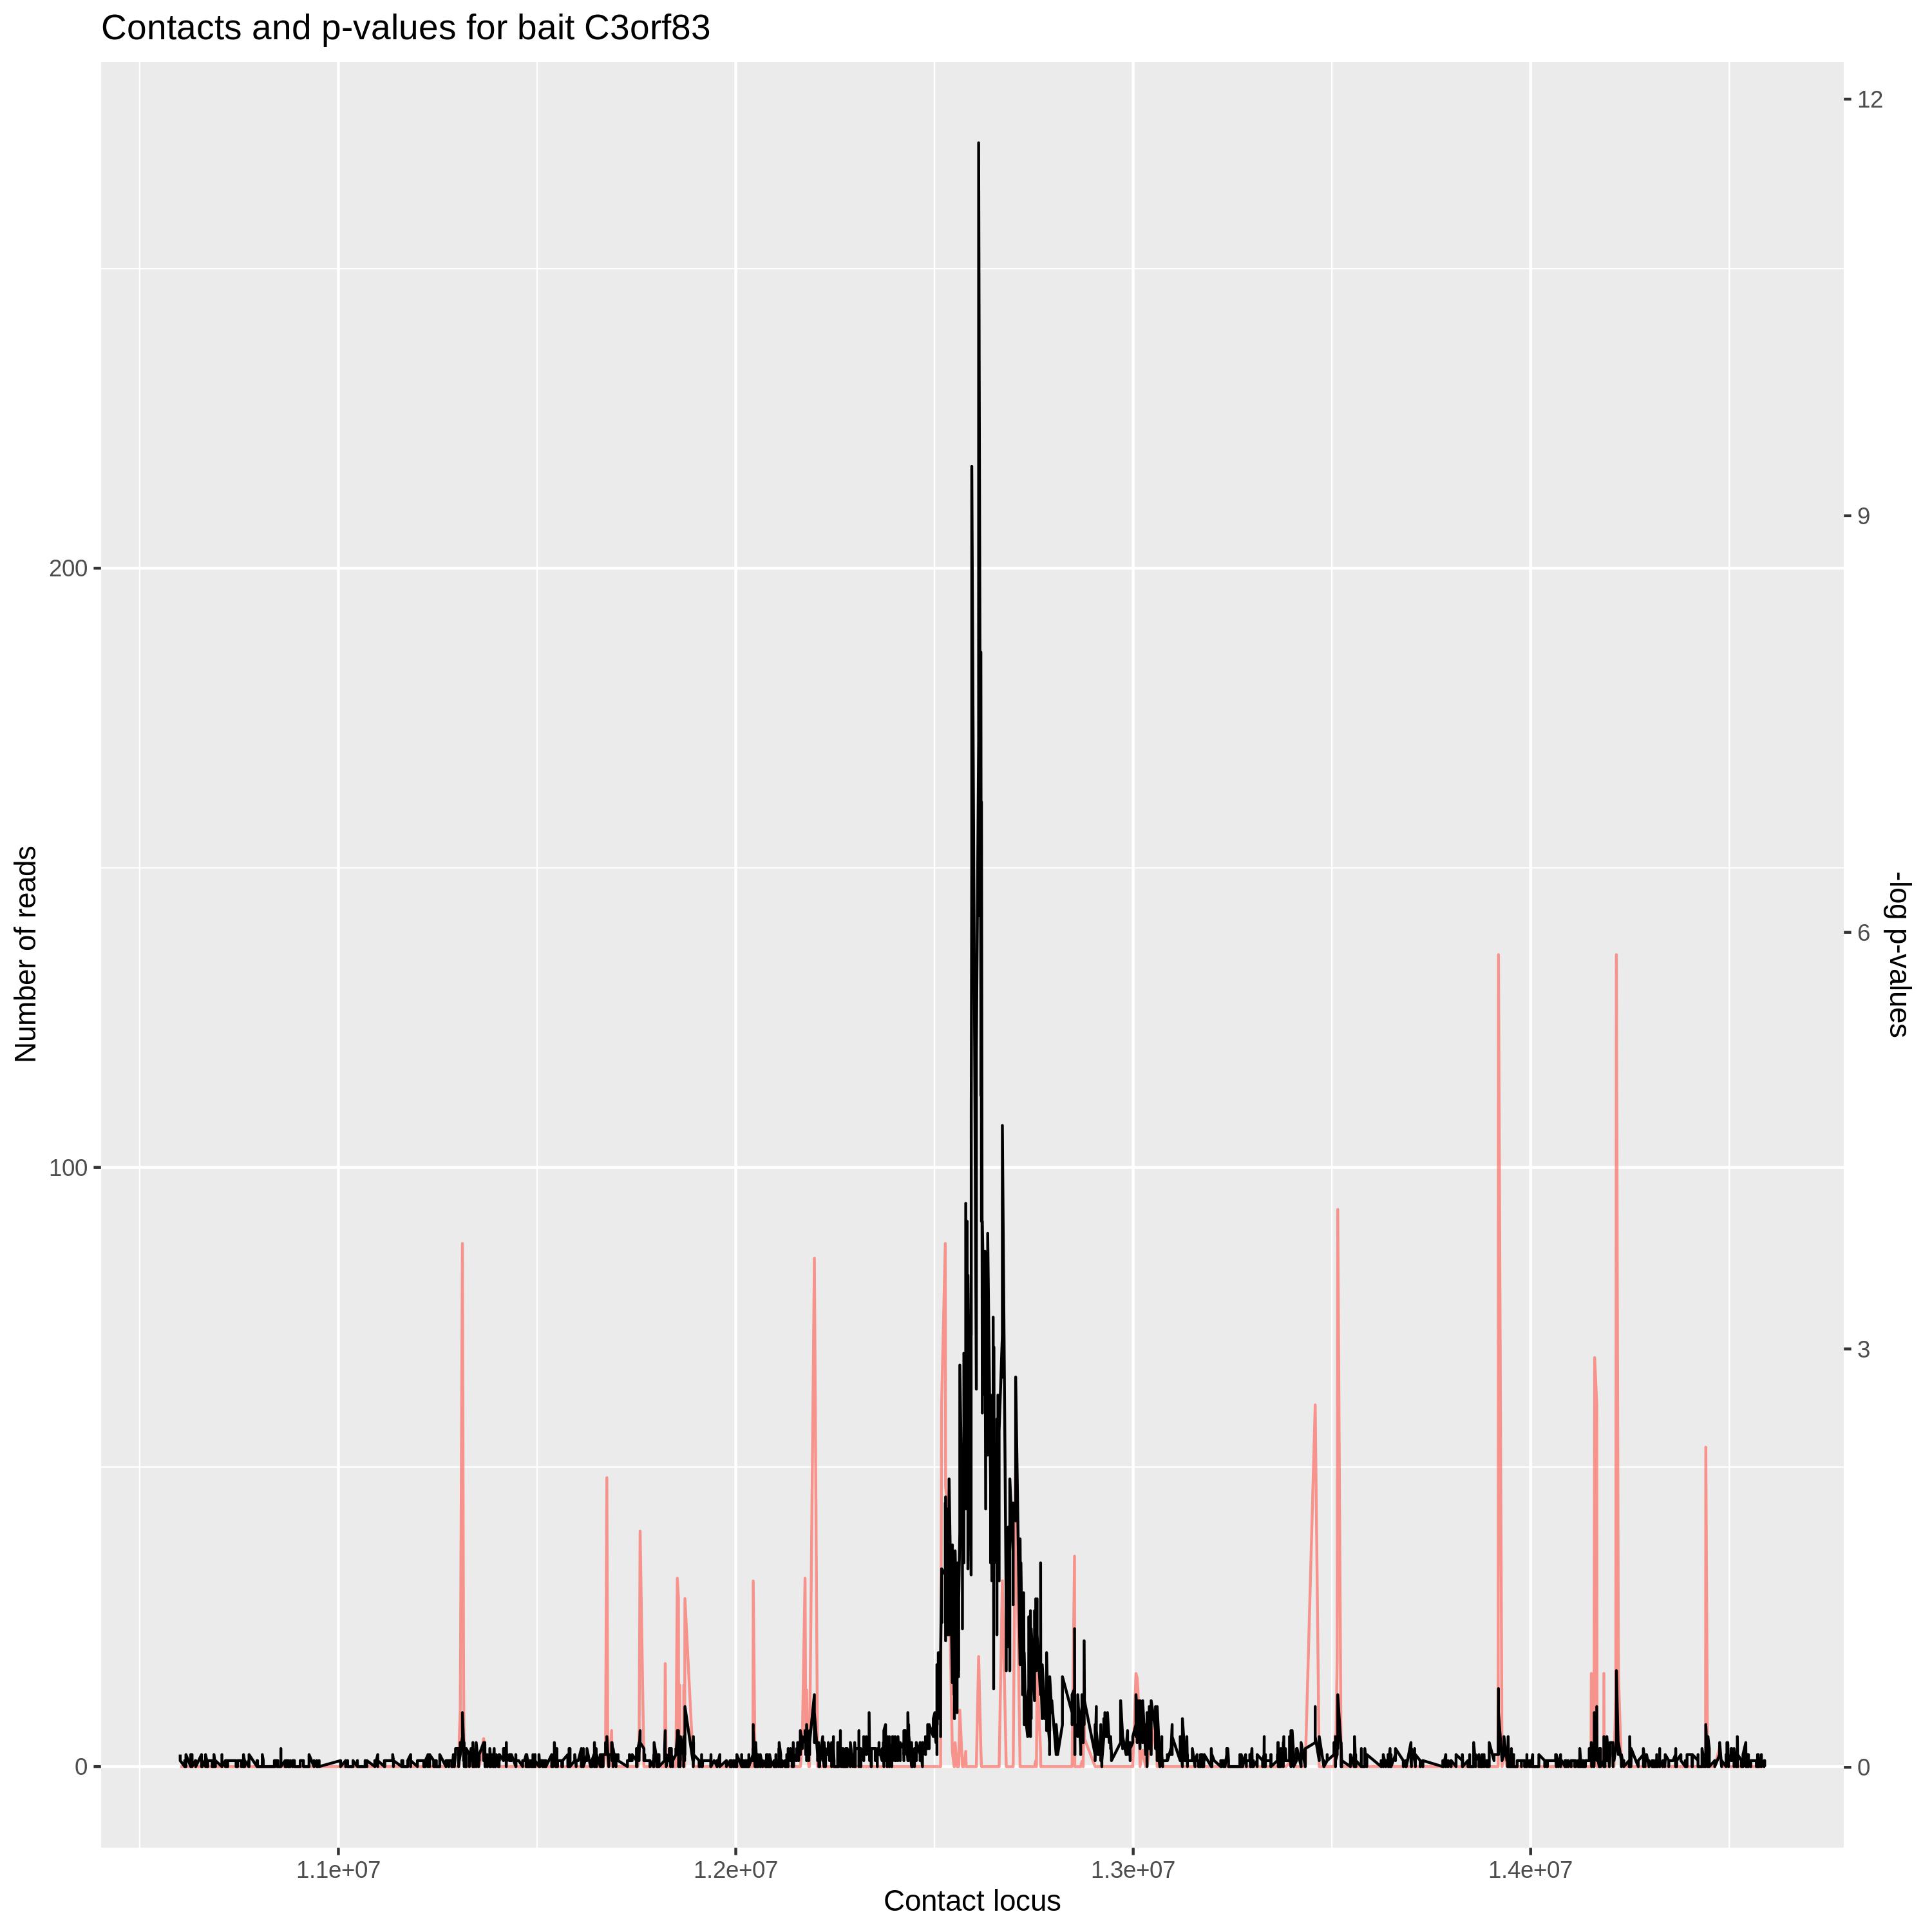 Contacts and p-values for bait C3orf83
12
9
200
6
Number of reads
-log p-values
100
3
0
0
1.1e+07
1.2e+07
1.3e+07
1.4e+07
Contact locus